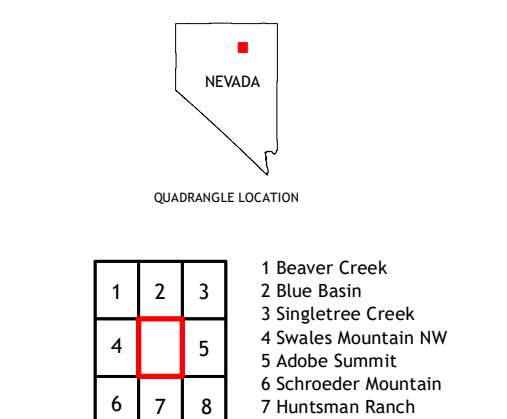 NEVADA
QUADRANGLE LOCATION
1 2 3
4 5
6 7 8
1 Beaver Creek
2 Blue Basin
3 Singletree Creek
4 Swales Mountain NW
5 Adobe Summit
6 Schroeder Mountain
7 Huntsman Ranch